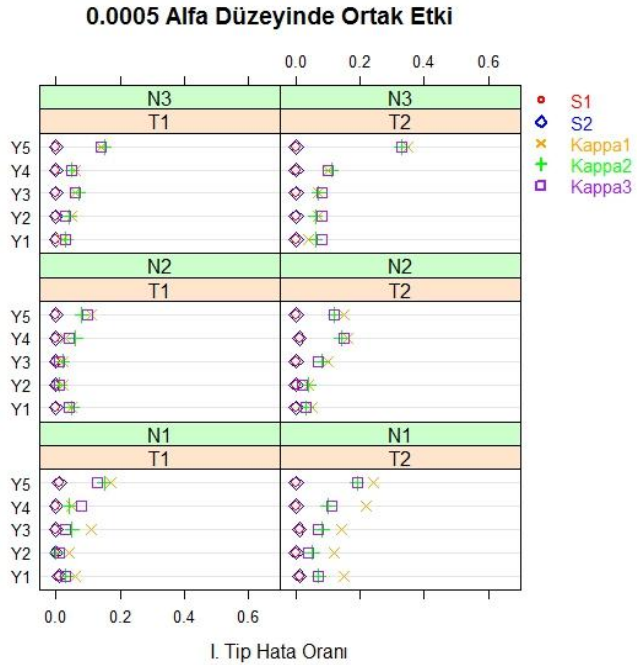 0.0005 Alfa Düzeyinde Ortak Etki
0.0 0.2 0.4 0.6
N3 N3
T1 T2
Y5
Y4
Y3
Y2
Y1
N2 N2
T1 T2
Y5
Y4
Y3
Y2
Y1
N1 N1
T1 T2
Y5
Y4
Y3
Y2
Y1
0.0 0.2 0.4 0.6
I. Tip Hata Oranı
S1
S2
Kappa1
Kappa2
Kappa3